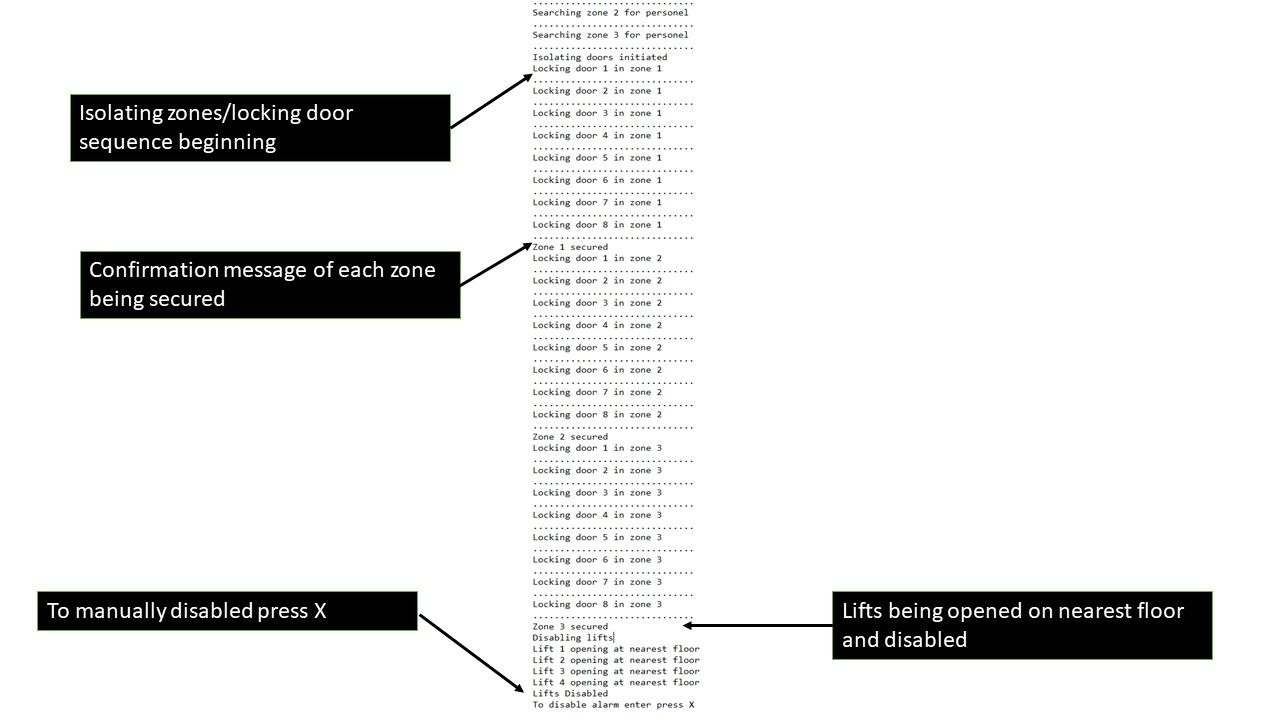 .............................
Searching zone 2 for personel
.............................
Searching zone 3 for personel
.............................
Isolating doors initiated
Locking door 1 in zone 1
.............................
Locking door 2 in zone 1
.............................
Locking door 3 in zone 1
.............................
Locking door 4 in zone 1
.............................
Locking door 5 in zone 1
.............................
Locking door 6 in zone 1
.............................
Locking door 7 in zone 1
.............................
Locking door 8 in zone 1
.............................
Zone 1 secured
Locking door 1 in zone 2
.............................
Locking door 2 in zone 2
.............................
Locking door 3 in zone 2
.............................
Locking door 4 in zone 2
.............................
Locking door 5 in zone 2
.............................
Locking door 6 in zone 2
.............................
Locking door 7 in zone 2
.............................
Locking door 8 in zone 2
.............................
Zone 2 secured
Locking door 1 in zone 3
.............................
Locking door 2 in zone 3
.............................
Locking door 3 in zone 3
.............................
Locking door 4 in zone 3
.............................
Locking door 5 in zone 3
.............................
Locking door 6 in zone 3
.............................
Locking door 7 in zone 3
.............................
Locking door 8 in zone 3
.............................
Zone 3 secured
Disabling lifts
Lift 1 opening at nearest floor
Lift 2 opening at nearest floor
Lift 3 opening at nearest floor
Lift 4 opening at nearest floor
Lifts Disabled
To disable alarm enter press X
Isolating zones/locking door
sequence beginning
Confirmation message of each zone
being secured
To manually disabled press X
Lifts being opened on nearest floor
and disabled